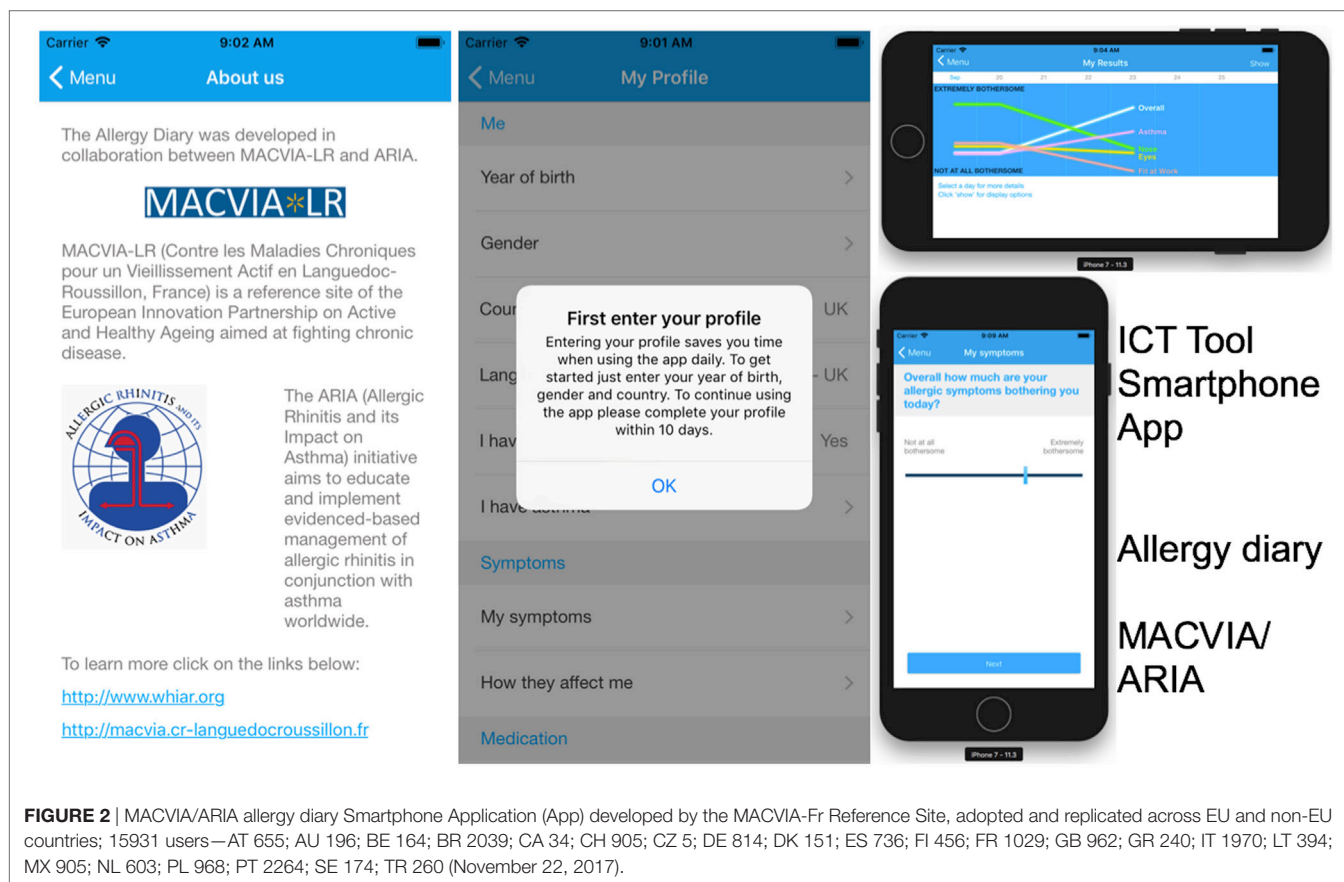 Carrier 9:02 AM
Menu About us
The Allergy Diary was developed in
collaboration between MACVIA-LR and ARIA.
MACVIA*LR
MACVIA-LR (Contre les Maladies Chroniques
pour un Vieillissement Actif en Languedoc-
Roussillon, France) is a reference site of the
European Innovation Partnership on Active
and Healthy Ageing aimed at fighting chronic
disease.
ALLERGIC RHINITIS AND ITS
IMPACT ON ASTHMA
The ARIA (Allergic
Rhinitis and its
Impact on
Asthma) initiative
aims to educate
and implement
evidenced-based
management of
allergic rhinitis in
conjunction with
asthma
worldwide.
To learn more click on the links below:
http://www.whiar.org
http://macvia.cr-languedocroussillon.fr
Carrier 9:01 AM
Menu My Profile
Me
Year of birth
Gender
Coun UK
Lang - UK
I hav Yes
I have asthma
Symptoms
My symptoms
How they affect me
Medication
First enter your profile
Entering your profile saves you time
when using the app daily. To get
started just enter your year of birth,
gender and country. To continue using
the app please complete your profile
within 10 days.
OK
Carrier 9:04 AM
Menu My Results Show
Sep 20 21 22 23 24 25
EXTREMELY BOTHERSOME
Overall
Asthma
Nose
Eyes
Fit at Work
NOT AT ALL BOTHERSOME
Select a day for more details
Click 'show' for display options
iPhone 7 - 11.3
Carrier 9:09 AM
Menu My symptoms
Overall how much are your
allergic symptoms bothering you
today?
Not at all Extremely
bothersome bothersome
Next
iPhone 7 - 11.3
ICT Tool
Smartphone
App
Allergy diary
MACVIA/
ARIA
FIGURE 2 | MACVIA/ARIA allergy diary Smartphone Application (App) developed by the MACVIA-Fr Reference Site, adopted and replicated across EU and non-EU
countries; 15931 users—AT 655; AU 196; BE 164; BR 2039; CA 34; CH 905; CZ 5; DE 814; DK 151; ES 736; FI 456; FR 1029; GB 962; GR 240; IT 1970; LT 394;
MX 905; NL 603; PL 968; PT 2264; SE 174; TR 260 (November 22, 2017).